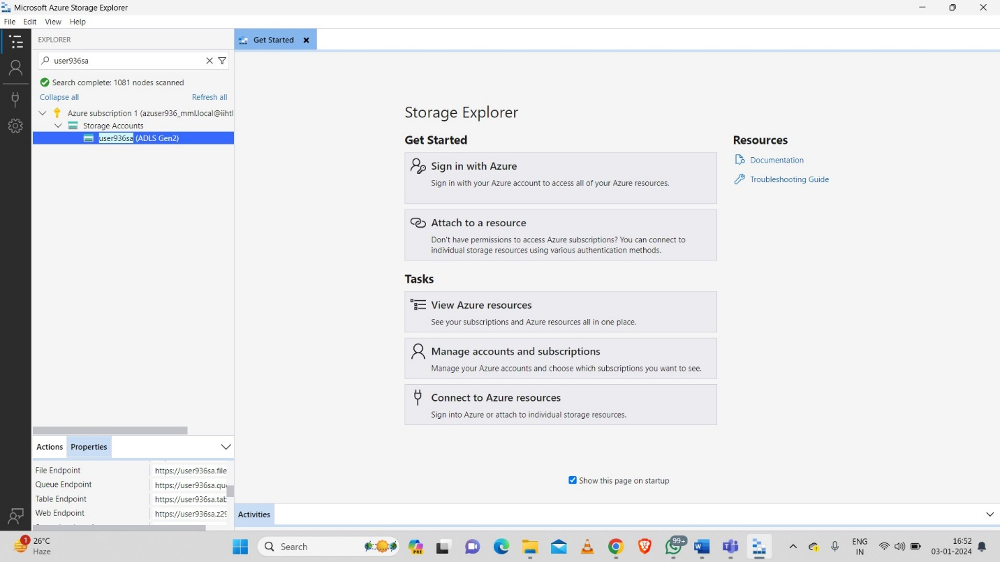 Microsoft Azure Storage Explorer
File Edit View Help
EXPLORER
user936sa
Search complete: 1081 nodes scanned
Collapse all Refresh all
Azure subscription 1 (azuser936_mml.local@iiht
Storage Accounts
user936sa (ADLS Gen2)
Actions Properties
File Endpoint https://user936sa.file
Queue Endpoint https://user936sa.qu
Table Endpoint https://user936sa.tab
Web Endpoint https://user936sa.z29
Get Started
Storage Explorer
Get Started
Sign in with Azure
Sign in with your Azure account to access all of your Azure resources.
Attach to a resource
Don't have permissions to access Azure subscriptions? You can connect to
individual storage resources using various authentication methods.
Tasks
View Azure resources
See your subscriptions and Azure resources all in one place.
Manage accounts and subscriptions
Manage your Azure accounts and choose which subscriptions you want to see.
Connect to Azure resources
Sign into Azure or attach to individual storage resources.
Show this page on startup
Resources
Documentation
Troubleshooting Guide
Activities
1
26°C
Haze
Search
PRE
99+
ENG
IN
16:52
03-01-2024